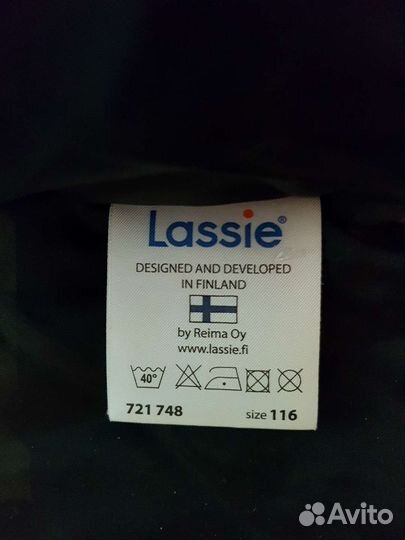 Lassie®
DESIGNED AND DEVELOPED
IN FINLAND
by Reima Oy
www.lassie.fi
40°
721 748 size 116
Avito